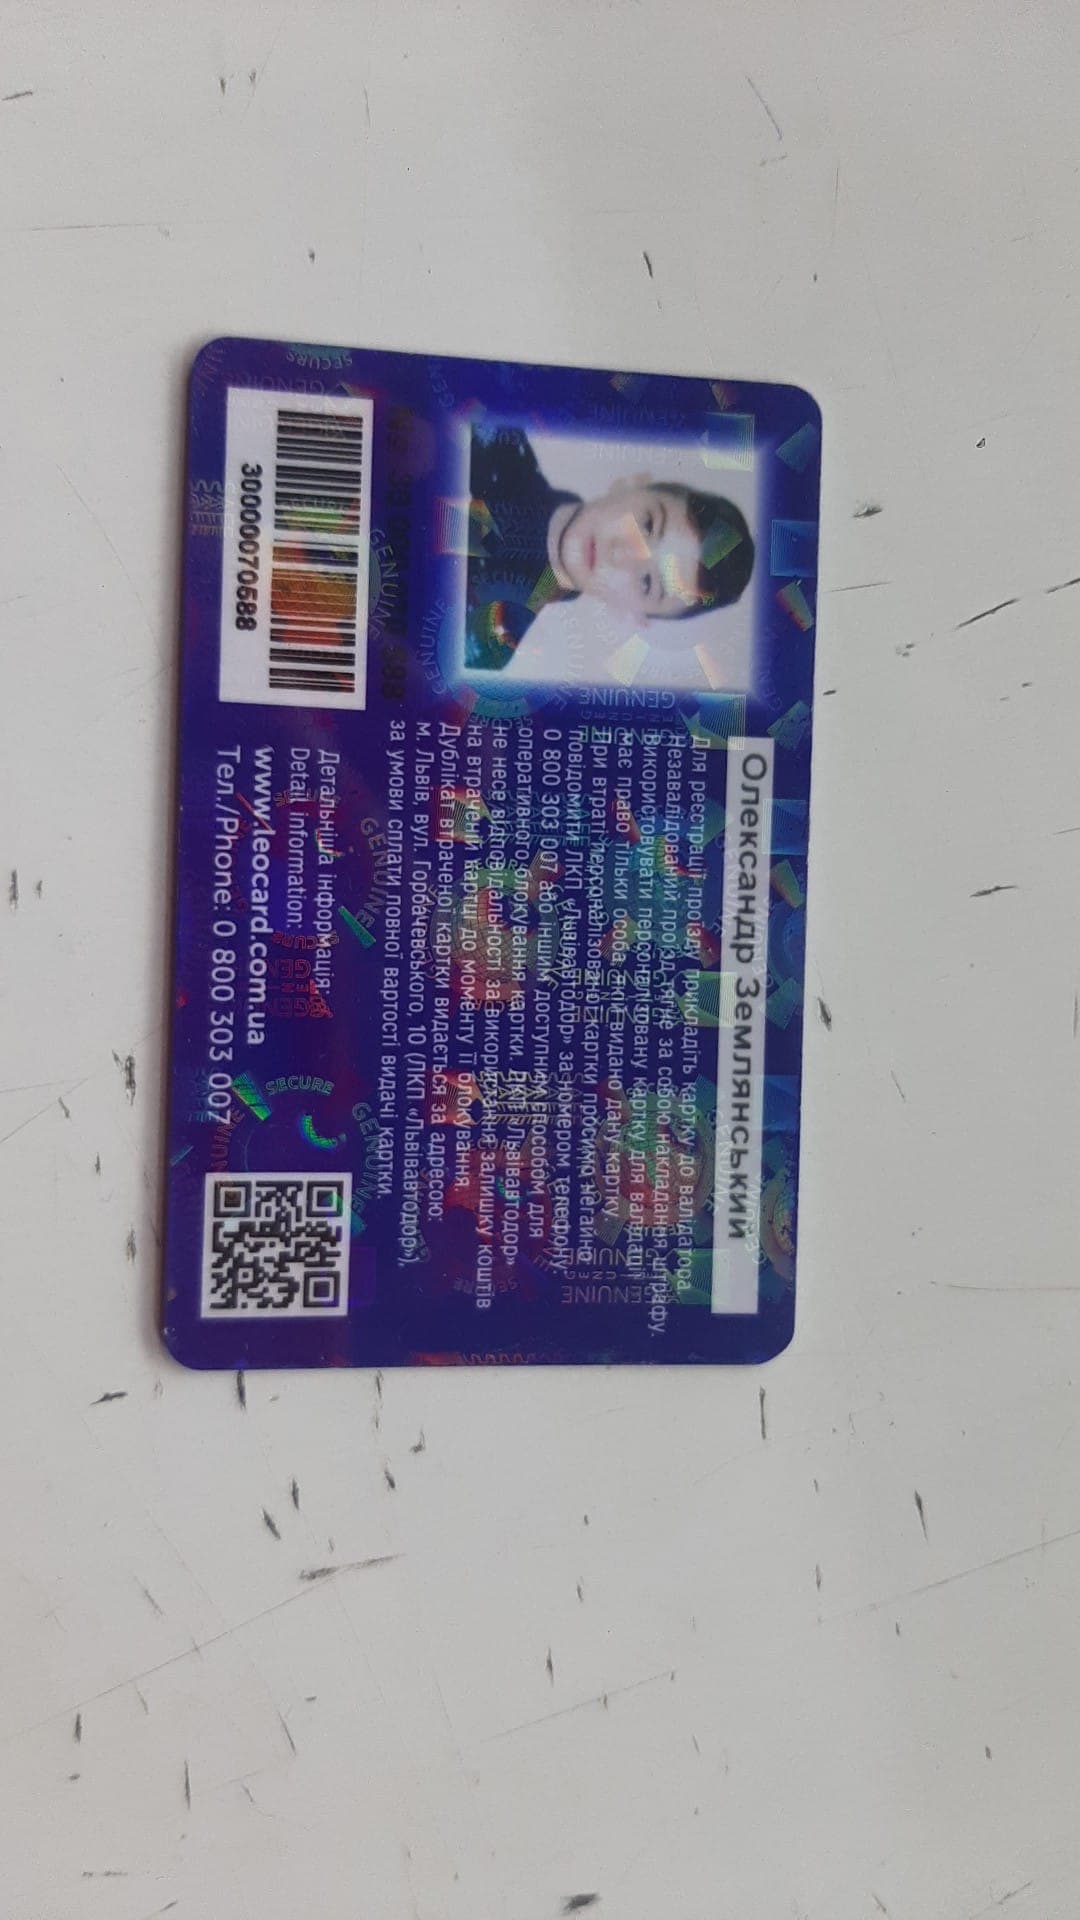 Олександр Землянський
Для реєстрації проїзду прикладіть картку до валідатора.
Незавалідований проїзд тягне за собою накладання штрафу.
Використовувати персоналізовану картку для валідації
має право тільки особа, якій видано дану картку.
При втраті персоналізованої картки просимо негайно
повідомити ЛКП «Львівавтодор» за номером телефону:
0 800 303 007 або іншим доступним способом для
оперативного блокування картки. ЛКП «Львівавтодор»
не несе відповідальності за використання залишку коштів
на втраченій картці до моменту її блокування.
Дублікат втраченої картки видається за адресою:
м. Львів, вул. Горбачевського, 10 (ЛКП «Львівавтодор»),
за умови сплати повної вартості видачі картки.
3000070588
Детальніша інформація:
Detail information:
www.leocard.com.ua
Тел./Phone: 0 800 303 007
SECURE
GENUINE